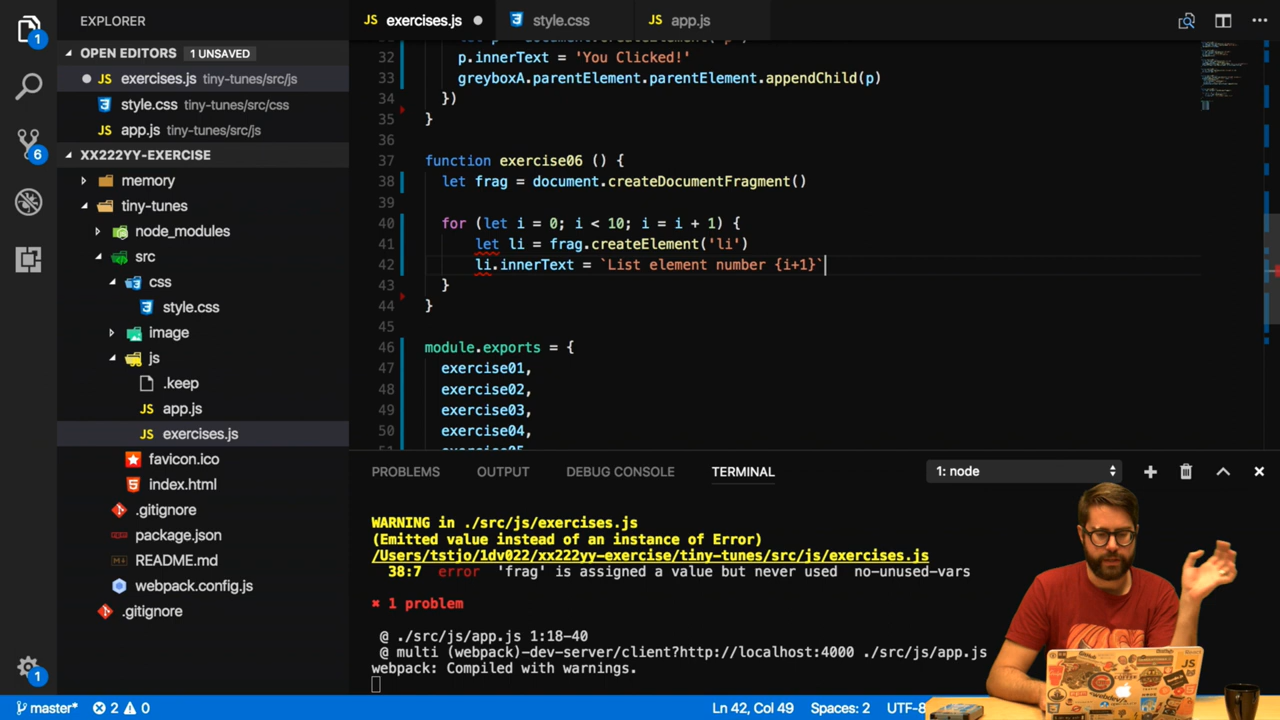 EXPLORER
OPEN EDITORS 1 UNSAVED
exercises.js tiny-tunes/src/js
style.css tiny-tunes/src/css
app.js tiny-tunes/src/js
XX222YY-EXERCISE
memory
tiny-tunes
node_modules
src
css
style.css
image
js
.keep
app.js
exercises.js
favicon.ico
index.html
.gitignore
package.json
README.md
webpack.config.js
.gitignore
1
6
1
JS exercises.js
style.css
JS app.js
32 p.innerText = 'You Clicked!'
33 greyboxA.parentElement.parentElement.appendChild(p)
34 })
35 }
36
37 function exercise06 () {
38 let frag = document.createDocumentFragment()
39
40 for (let i = 0; i < 10; i = i + 1) {
41 let li = frag.createElement('li')
42 li.innerText = `List element number {i+1}`
43 }
44 }
45
46 module.exports = {
47 exercise01,
48 exercise02,
49 exercise03,
50 exercise04,
PROBLEMS OUTPUT DEBUG CONSOLE TERMINAL 1: node
WARNING in ./src/js/exercises.js
(Emitted value instead of an instance of Error)
/Users/tstjo/1dv022/xx222yy-exercise/tiny-tunes/src/js/exercises.js
38:7 error 'frag' is assigned a value but never used no-unused-vars
✖ 1 problem
@ ./src/js/app.js 1:18-40
@ multi (webpack)-dev-server/client?http://localhost:4000 ./src/js/app.js
webpack: Compiled with warnings.
master* 2 0 Ln 42, Col 49 Spaces: 2 UTF-8